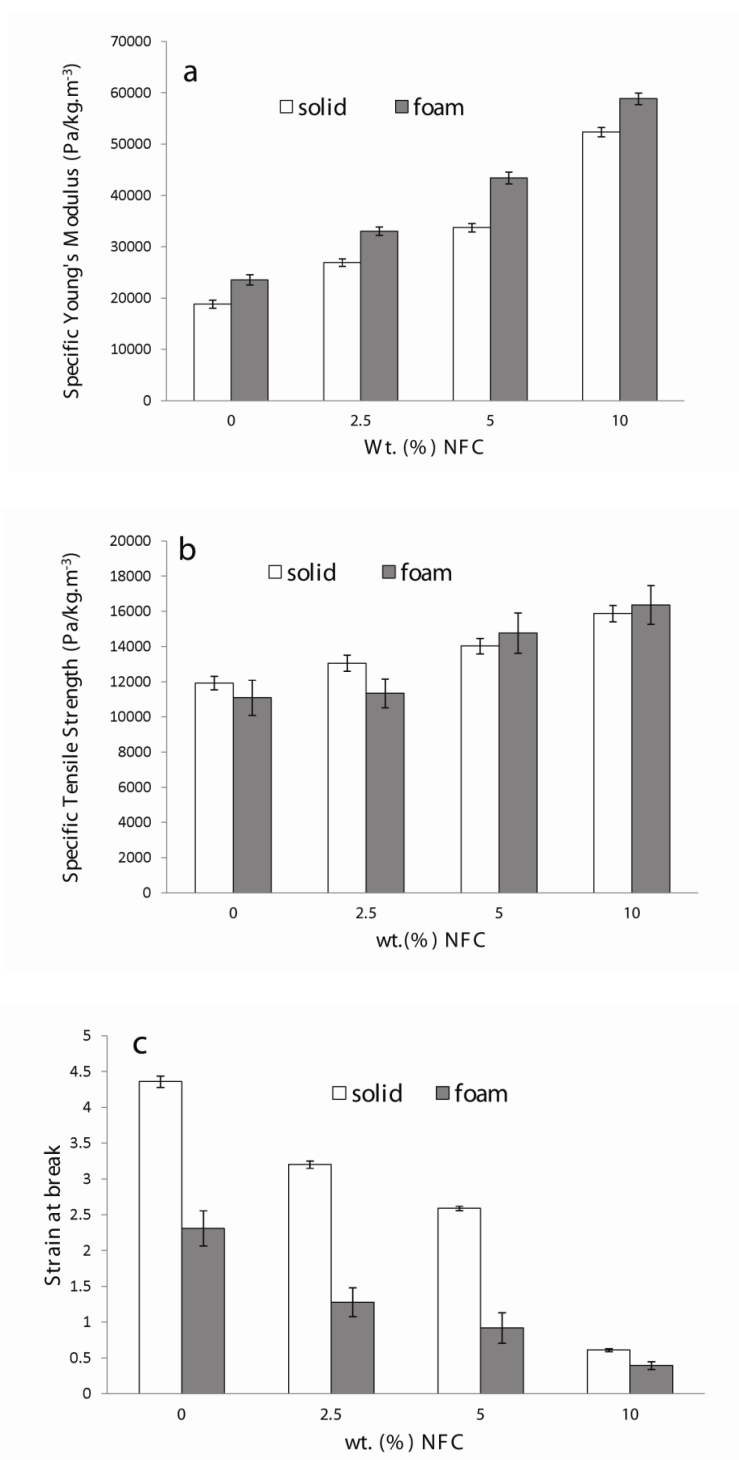 a
solid foam
Specific Young's Modulus (Pa/kg.m-3)
70000
60000
50000
40000
30000
20000
10000
0
0 2.5 5 10
Wt. (%) NFC
b
solid foam
Specific Tensile Strength (Pa/kg.m-3)
20000
18000
16000
14000
12000
10000
8000
6000
4000
2000
0
0 2.5 5 10
wt.(%) NFC
c
solid foam
Strain at break
5
4.5
4
3.5
3
2.5
2
1.5
1
0.5
0
0 2.5 5 10
wt. (%) NFC